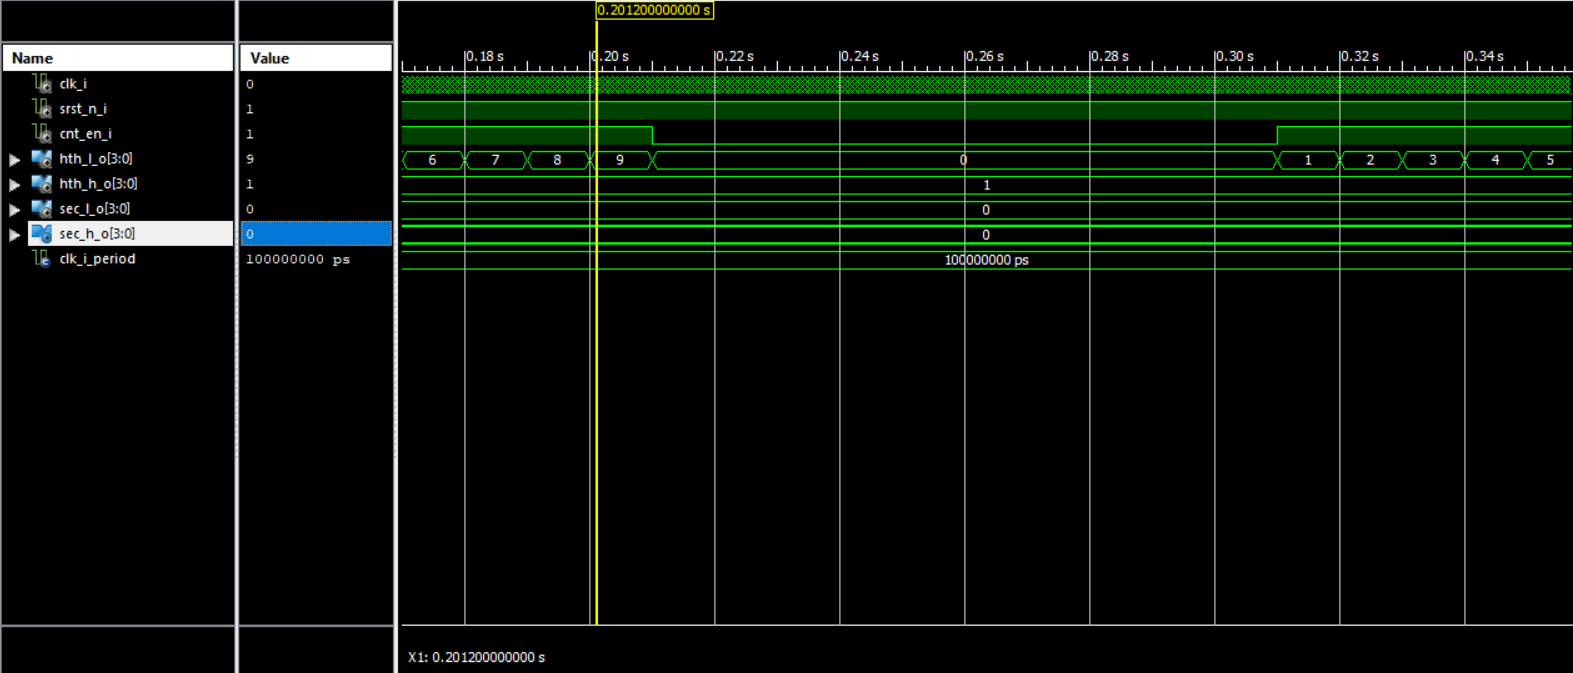 0.201200000000 s
Name Value 0.18 s 0.20 s 0.22 s 0.24 s 0.26 s 0.28 s 0.30 s 0.32 s 0.34 s
clk_i 0
srst_n_i 1
cnt_en_i 1
hth_l_o[3:0] 9 6 7 8 9 0 1 2 3 4 5
hth_h_o[3:0] 1 1
sec_l_o[3:0] 0 0
sec_h_o[3:0] 0 0
clk_i_period 100000000 ps 100000000 ps
X1: 0.201200000000 s